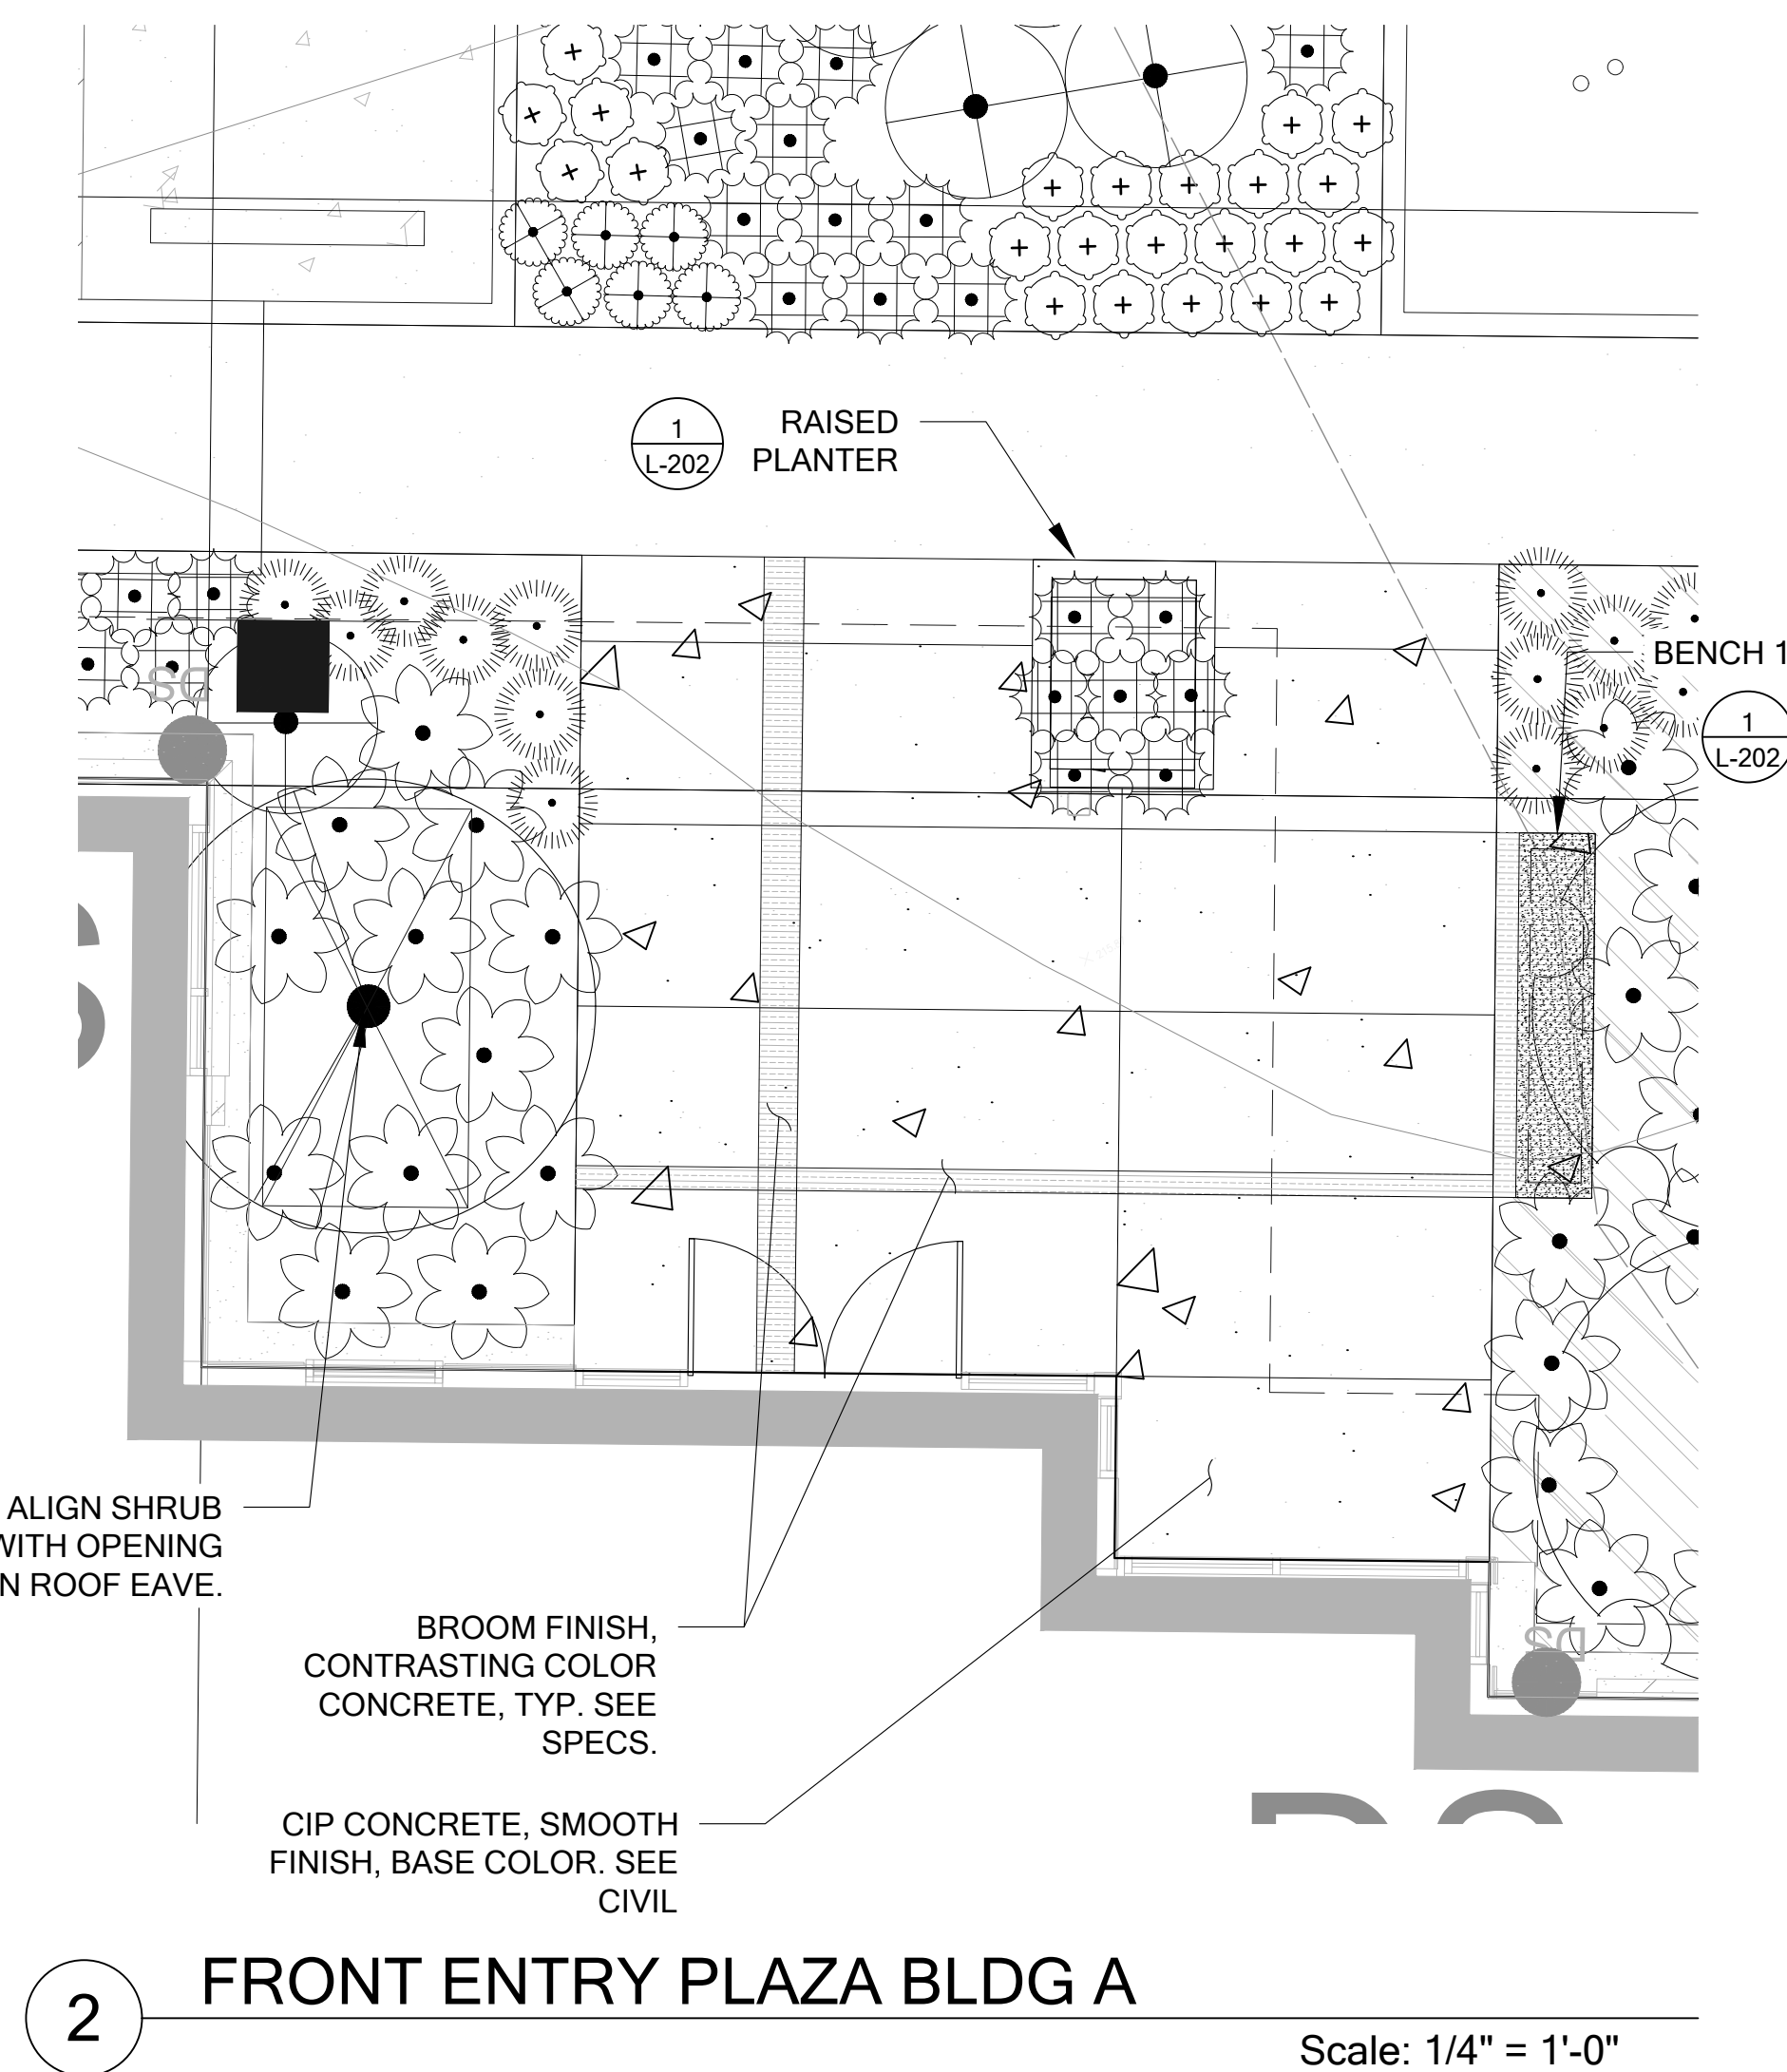 1
L-202
RAISED
PLANTER
BENCH 1
1
L-202
DS
ALIGN SHRUB
WITH OPENING
N ROOF EAVE.
BROOM FINISH,
CONTRASTING COLOR
CONCRETE, TYP. SEE
SPECS.
DS
CIP CONCRETE, SMOOTH
FINISH, BASE COLOR. SEE
CIVIL
2
FRONT ENTRY PLAZA BLDG A
Scale: 1/4" = 1'-0"